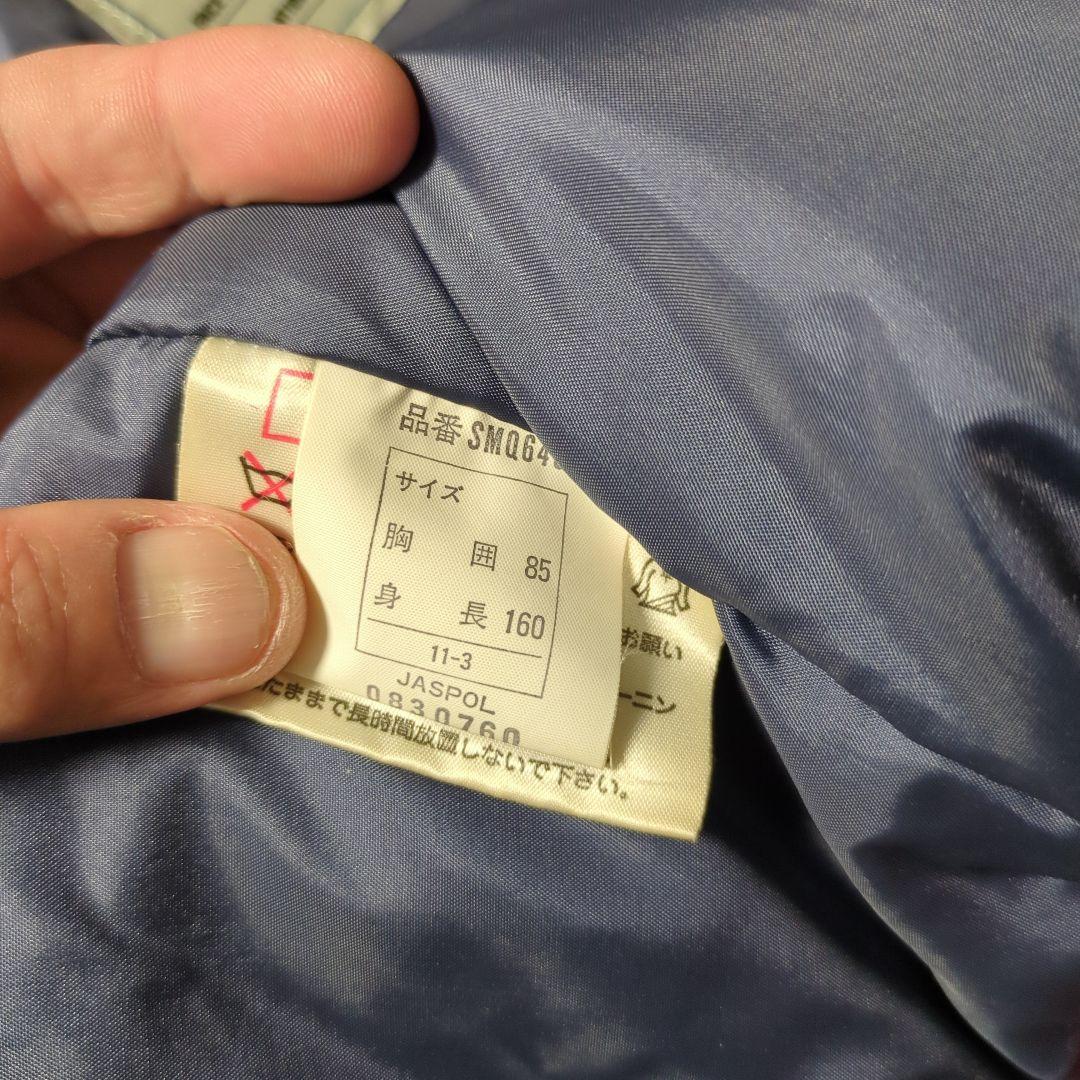 品番 SMQ64
サイズ
胸囲 85
身長 160
11-3
JASPOL
0830760
お願い
ーニン
たままで長時間放置しないで下さい。